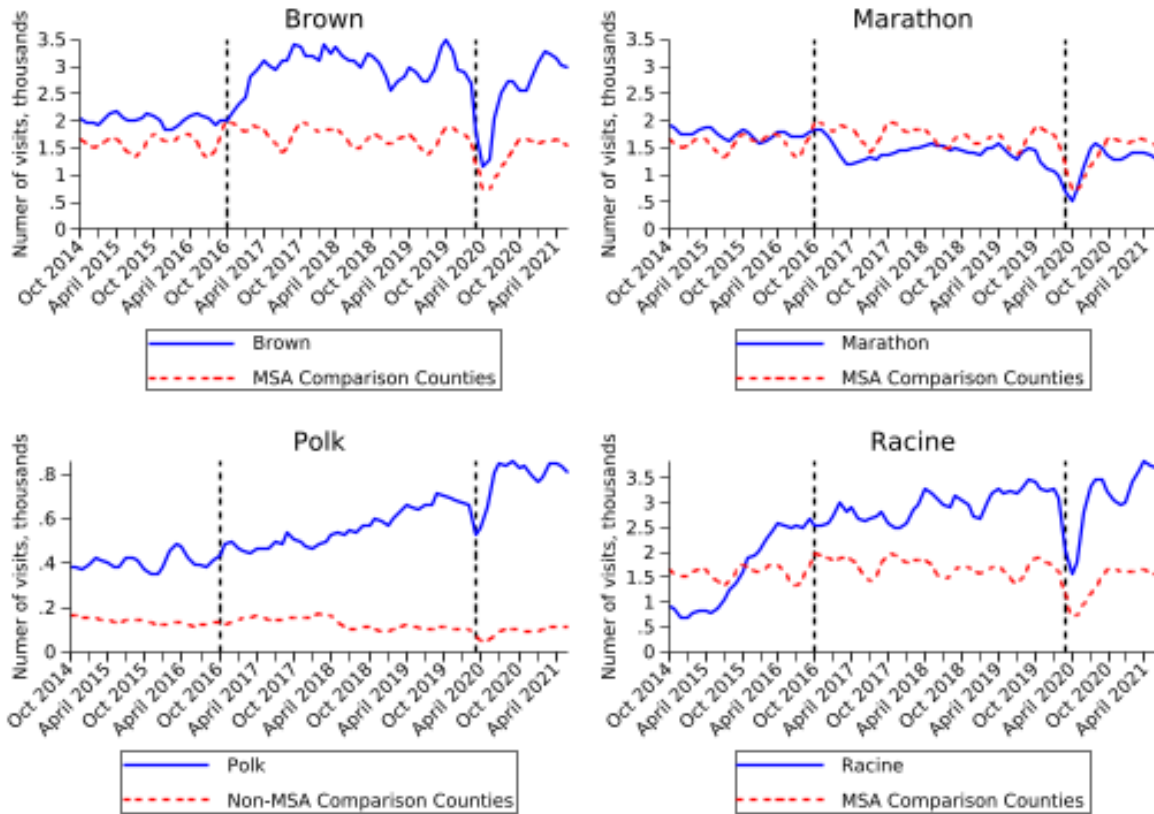 Brown
Numer of visits, thousands
3.5
3
2.5
2
1.5
1
.5
0
Oct 2014
April 2015
Oct 2015
April 2016
Oct 2016
April 2017
Oct 2017
April 2018
Oct 2018
April 2019
Oct 2019
April 2020
Oct 2020
April 2021
Brown
MSA Comparison Counties
Marathon
Numer of visits, thousands
3.5
3
2.5
2
1.5
1
.5
0
Oct 2014
April 2015
Oct 2015
April 2016
Oct 2016
April 2017
Oct 2017
April 2018
Oct 2018
April 2019
Oct 2019
April 2020
Oct 2020
April 2021
Marathon
MSA Comparison Counties
Polk
Numer of visits, thousands
.8
.6
.4
.2
0
Oct 2014
April 2015
Oct 2015
April 2016
Oct 2016
April 2017
Oct 2017
April 2018
Oct 2018
April 2019
Oct 2019
April 2020
Oct 2020
April 2021
Polk
Non-MSA Comparison Counties
Racine
Numer of visits, thousands
3.5
3
2.5
2
1.5
1
.5
0
Oct 2014
April 2015
Oct 2015
April 2016
Oct 2016
April 2017
Oct 2017
April 2018
Oct 2018
April 2019
Oct 2019
April 2020
Oct 2020
April 2021
Racine
MSA Comparison Counties